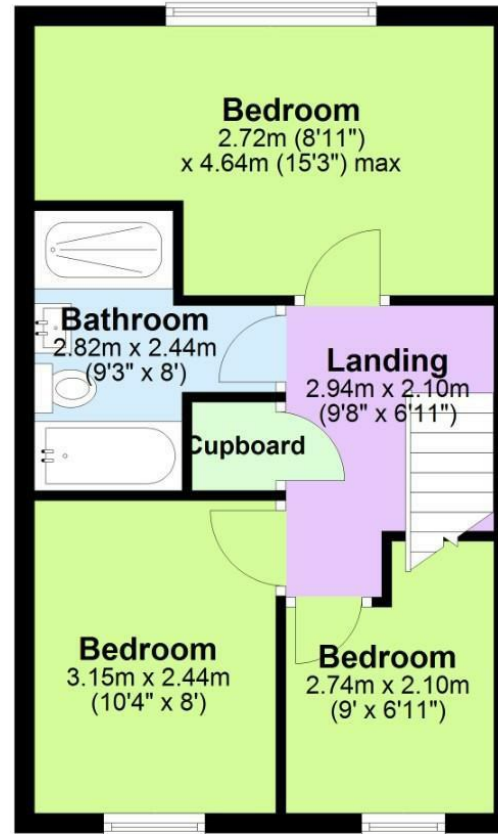 Bedroom
2.72m (8'11")
x 4.64m (15'3") max
Bathroom
2.82m x 2.44m
(9'3" x 8')
Landing
2.94m x 2.10m
(9'8" x 6'11")
Cupboard
Bedroom
3.15m x 2.44m
(10'4" x 8')
Bedroom
2.74m x 2.10m
(9' x 6'11")